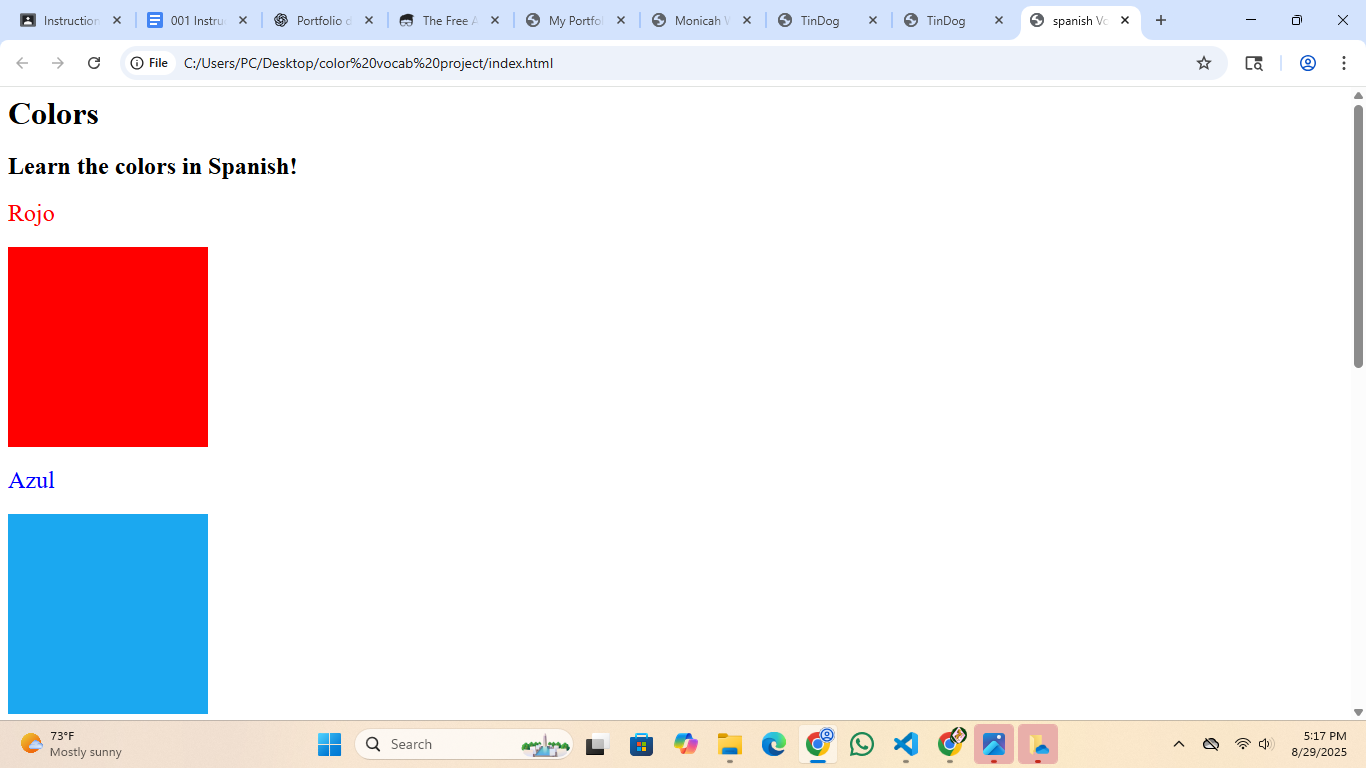 Instruction
001 Instru
Portfolio d
The Free A
My Portfol
Monicah W
TinDog
TinDog
spanish Vo
File
C:/Users/PC/Desktop/color%20vocab%20project/index.html
Colors
Learn the colors in Spanish!
Rojo
Azul
73°F
Mostly sunny
Search
5:17 PM
8/29/2025